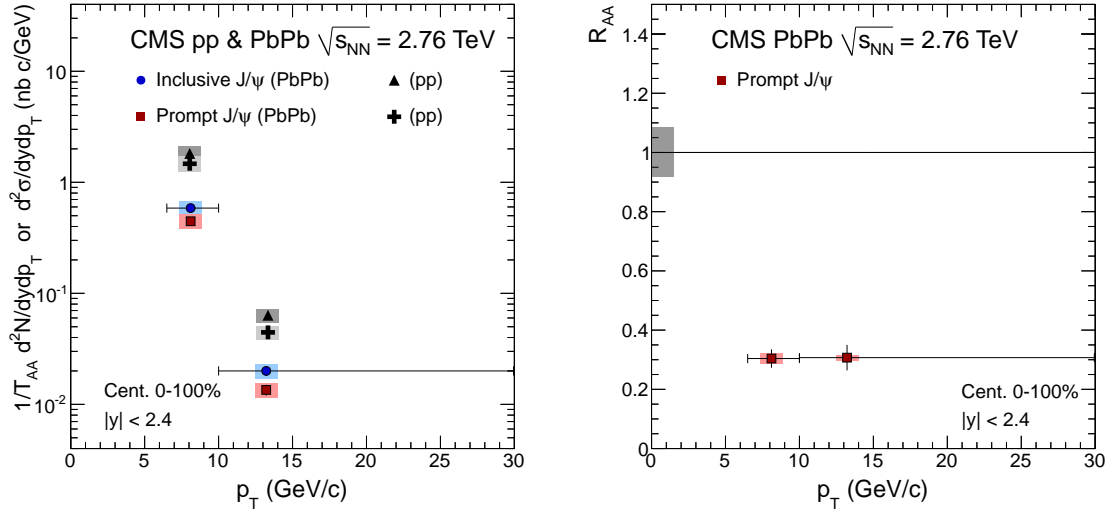 CMS pp & PbPb √s_NN = 2.76 TeV
Inclusive J/ψ (PbPb) (pp)
Prompt J/ψ (PbPb) (pp)
1/T_AA d²N/dydp_T or d²σ/dydp_T (nb c/GeV)
10
1
10⁻¹
10⁻²
Cent. 0-100%
|y| < 2.4
0 5 10 15 20 25 30
p_T (GeV/c)
R_AA
CMS PbPb √s_NN = 2.76 TeV
Prompt J/ψ
1.4
1.2
1
0.8
0.6
0.4
0.2
0
Cent. 0-100%
|y| < 2.4
0 5 10 15 20 25 30
p_T (GeV/c)